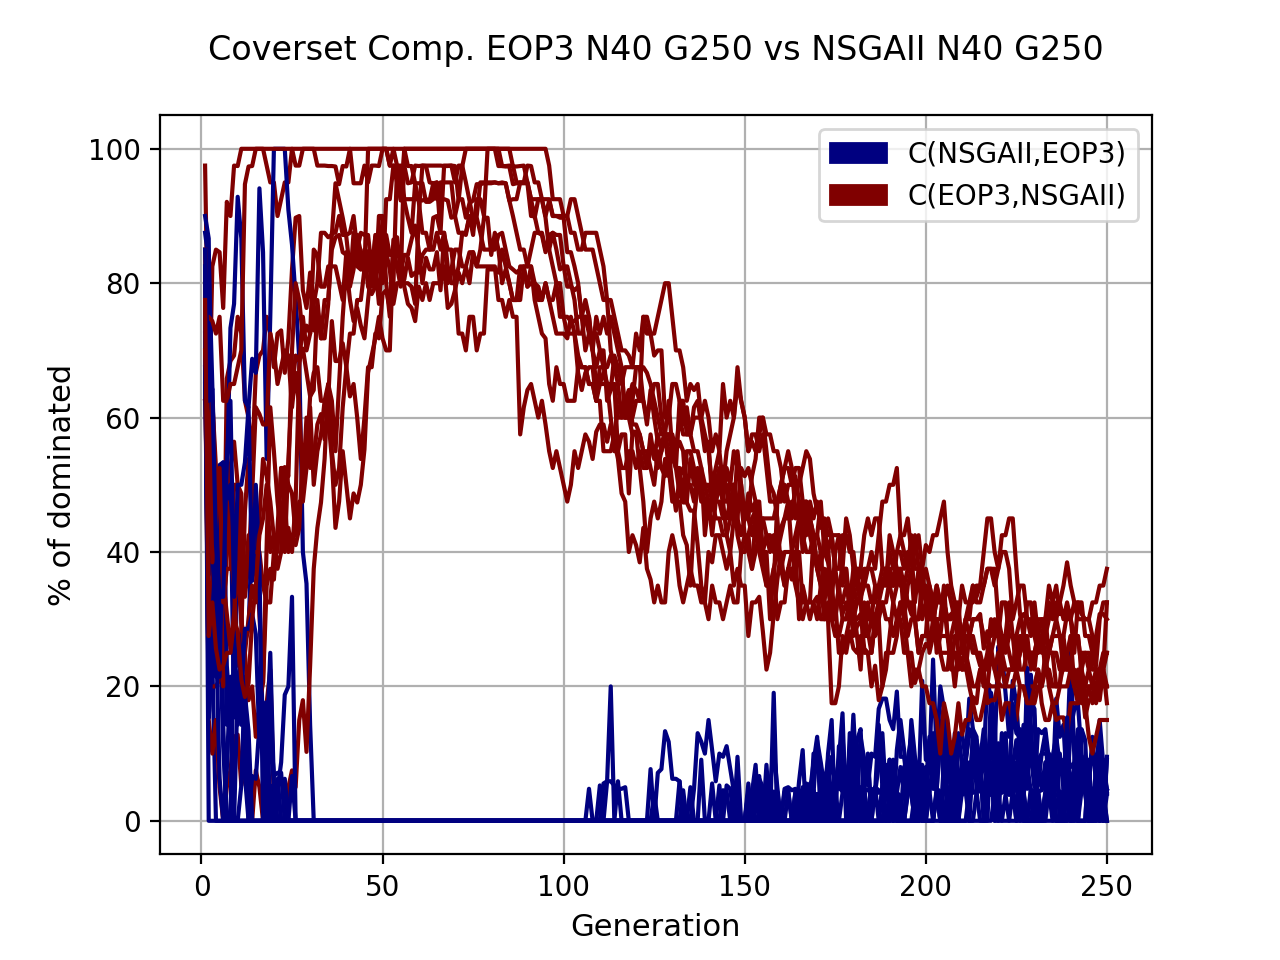 Coverset Comp. EOP3 N40 G250 vs NSGAII N40 G250
C(NSGAII,EOP3)
C(EOP3,NSGAII)
% of dominated
100
80
60
40
20
0
0 50 100 150 200 250
Generation